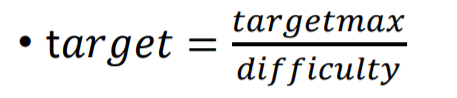 • target = targetmax / difficulty